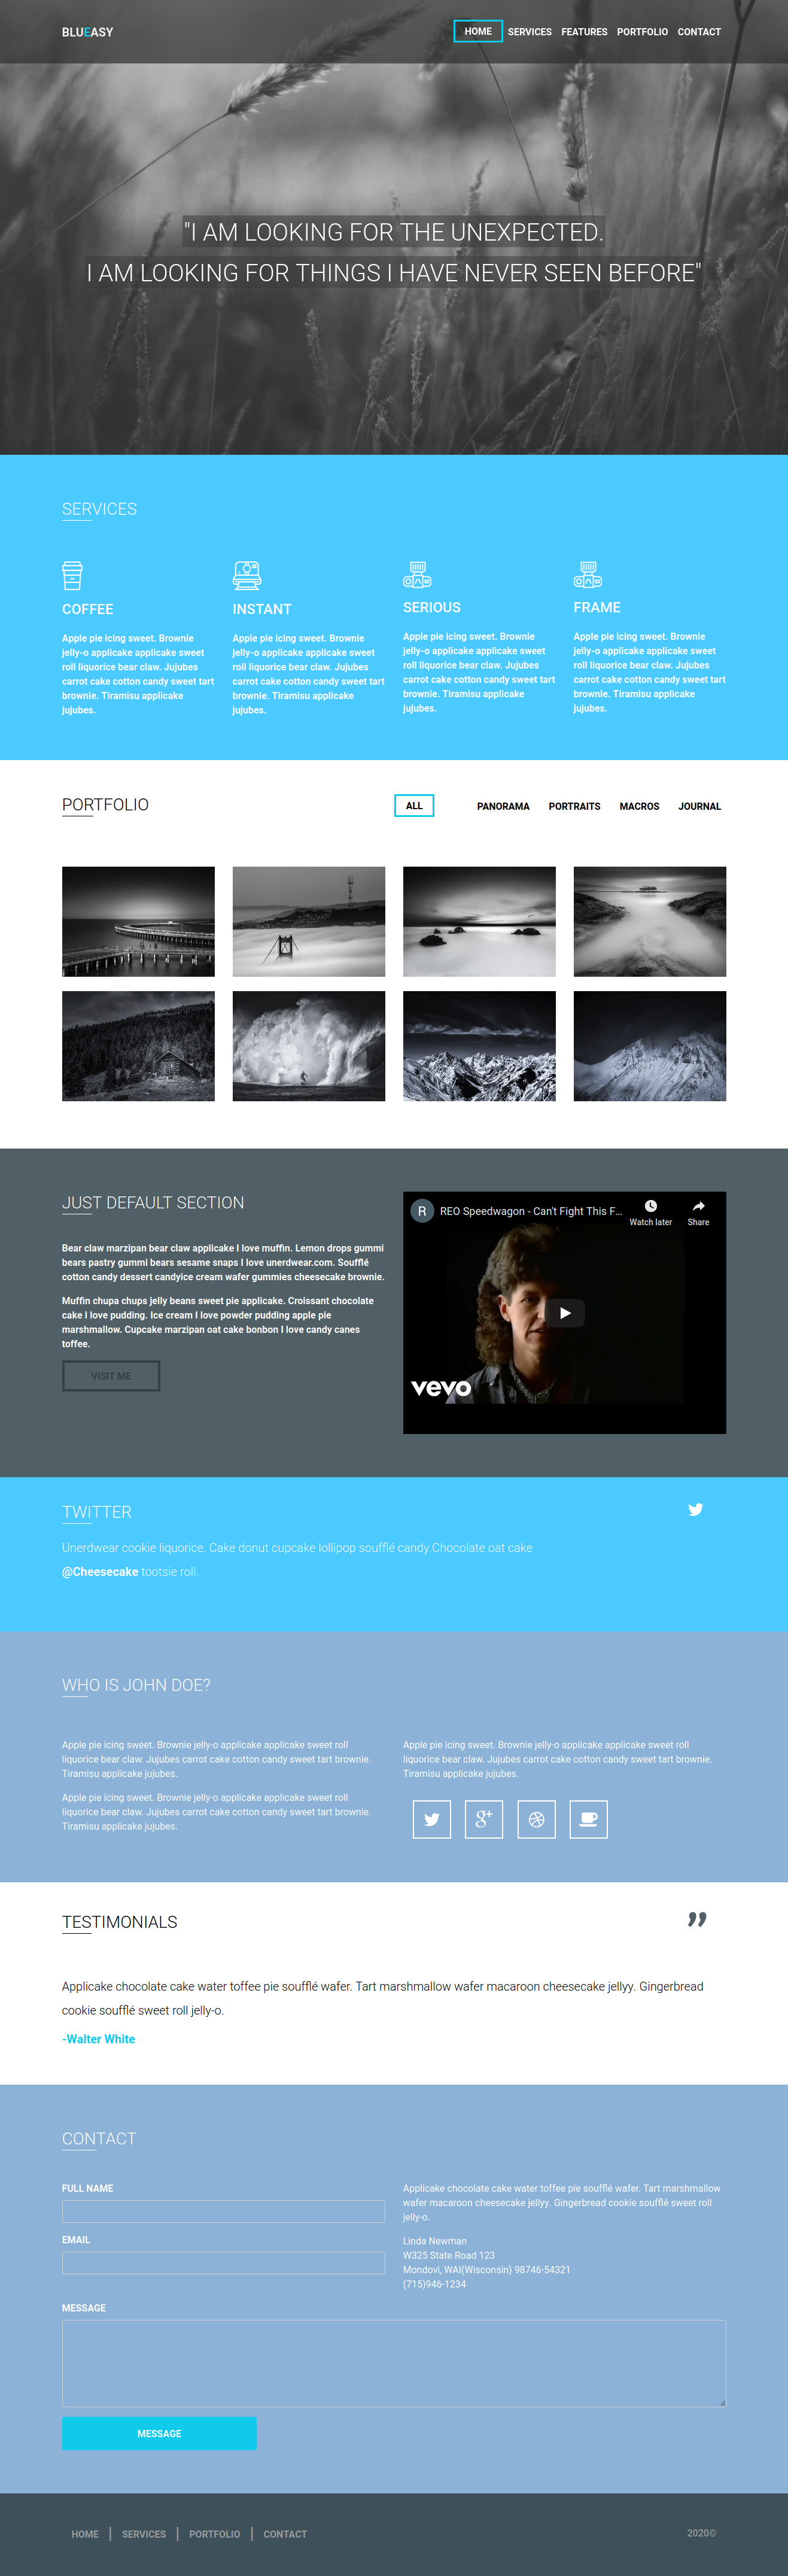 BLUEASY
HOME SERVICES FEATURES PORTFOLIO CONTACT
"I AM LOOKING FOR THE UNEXPECTED.
I AM LOOKING FOR THINGS I HAVE NEVER SEEN BEFORE"
SERVICES
COFFEE
Apple pie icing sweet. Brownie
jelly-o applicake applicake sweet
roll liquorice bear claw. Jujubes
carrot cake cotton candy sweet tart
brownie. Tiramisu applicake
jujubes.
INSTANT
Apple pie icing sweet. Brownie
jelly-o applicake applicake sweet
roll liquorice bear claw. Jujubes
carrot cake cotton candy sweet tart
brownie. Tiramisu applicake
jujubes.
SERIOUS
Apple pie icing sweet. Brownie
jelly-o applicake applicake sweet
roll liquorice bear claw. Jujubes
carrot cake cotton candy sweet tart
brownie. Tiramisu applicake
jujubes.
FRAME
Apple pie icing sweet. Brownie
jelly-o applicake applicake sweet
roll liquorice bear claw. Jujubes
carrot cake cotton candy sweet tart
brownie. Tiramisu applicake
jujubes.
PORTFOLIO
ALL PANORAMA PORTRAITS MACROS JOURNAL
JUST DEFAULT SECTION
Bear claw marzipan bear claw applicake I love muffin. Lemon drops gummi
bears pastry gummi bears sesame snaps I love unerdwear.com. Soufflé
cotton candy dessert candyice cream wafer gummies cheesecake brownie.
Muffin chupa chups jelly beans sweet pie applicake. Croissant chocolate
cake I love pudding. Ice cream I love powder pudding apple pie
marshmallow. Cupcake marzipan oat cake bonbon I love candy canes
toffee.
VISIT ME
R REO Speedwagon - Can't Fight This F...
Watch later Share
vevo
TWITTER
Unerdwear cookie liquorice. Cake donut cupcake lollipop soufflé candy.Chocolate oat cake
@Cheesecake tootsie roll.
WHO IS JOHN DOE?
Apple pie icing sweet. Brownie jelly-o applicake applicake sweet roll
liquorice bear claw. Jujubes carrot cake cotton candy sweet tart brownie.
Tiramisu applicake jujubes.
Apple pie icing sweet. Brownie jelly-o applicake applicake sweet roll
liquorice bear claw. Jujubes carrot cake cotton candy sweet tart brownie.
Tiramisu applicake jujubes.
Apple pie icing sweet. Brownie jelly-o applicake applicake sweet roll
liquorice bear claw. Jujubes carrot cake cotton candy sweet tart brownie.
Tiramisu applicake jujubes.
g+
TESTIMONIALS
”
Applicake chocolate cake water toffee pie soufflé wafer. Tart marshmallow wafer macaroon cheesecake jellyy. Gingerbread
cookie soufflé sweet roll jelly-o.
-Walter White
CONTACT
FULL NAME
EMAIL
Applicake chocolate cake water toffee pie soufflé wafer. Tart marshmallow
wafer macaroon cheesecake jellyy. Gingerbread cookie soufflé sweet roll
jelly-o.
Linda Newman
W325 State Road 123
Mondovi, WAI(Wisconsin) 98746-54321
(715)946-1234
MESSAGE
MESSAGE
HOME SERVICES PORTFOLIO CONTACT
2020©